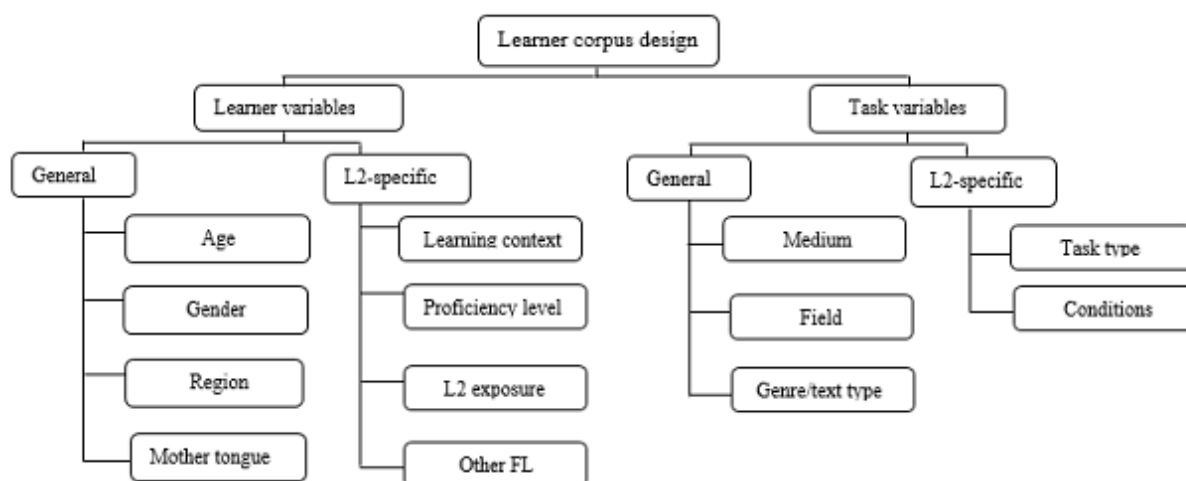 Learner corpus design
Learner variables
Task variables
General
L2-specific
General
L2-specific
Age
Learning context
Medium
Task type
Gender
Proficiency level
Field
Conditions
Region
L2 exposure
Genre/text type
Mother tongue
Other FL